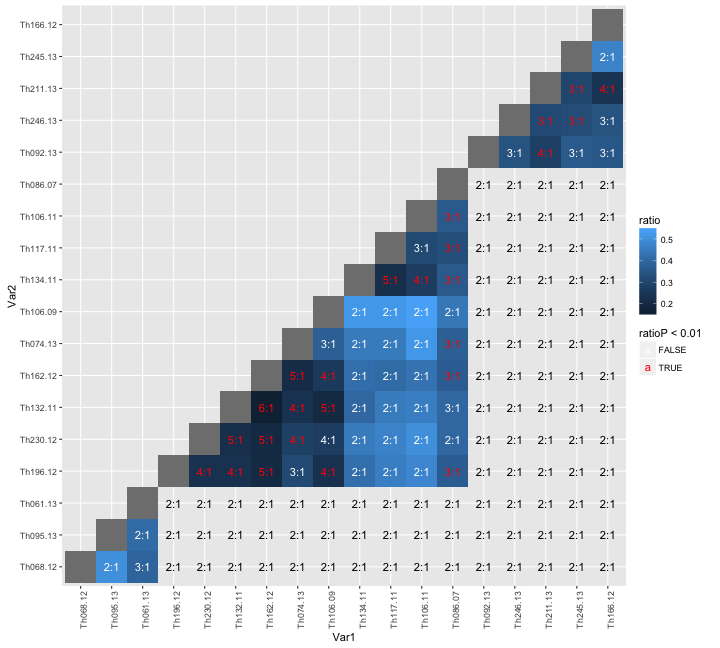 Th166.12
Th245.13 2:1
Th211.13 3:1 4:1
Th246.13 3:1 3:1 3:1
Th092.13 3:1 4:1 3:1 3:1
Th086.07 2:1 2:1 2:1 2:1 2:1
Th106.11 2:1 2:1 2:1 2:1 2:1
Th117.11 3:1 2:1 2:1 2:1 2:1 2:1
Th134.11 5:1 4:1 2:1 2:1 2:1 2:1 2:1
Th106.09 2:1 2:1 2:1 2:1 2:1 2:1 2:1 2:1 2:1
Th074.13 3:1 2:1 2:1 2:1 2:1 2:1 2:1 2:1 2:1
Th162.12 5:1 4:1 2:1 2:1 2:1 2:1 2:1 2:1 2:1 2:1
Th132.11 6:1 4:1 5:1 2:1 2:1 2:1 3:1 2:1 2:1 2:1 2:1 2:1
Th230.12 5:1 5:1 4:1 4:1 2:1 2:1 2:1 2:1 2:1 2:1 2:1 2:1 2:1
Th196.12 4:1 4:1 5:1 3:1 4:1 2:1 2:1 2:1 2:1 2:1 2:1 2:1 2:1
Th061.13 2:1 2:1 2:1 2:1 2:1 2:1 2:1 2:1 2:1 2:1 2:1 2:1 2:1 2:1 2:1
Th095.13 2:1 2:1 2:1 2:1 2:1 2:1 2:1 2:1 2:1 2:1 2:1 2:1 2:1 2:1 2:1 2:1
Th068.12 2:1 3:1 2:1 2:1 2:1 2:1 2:1 2:1 2:1 2:1 2:1 2:1 2:1 2:1 2:1 2:1 2:1
Var2
Th068.12
Th095.13
Th061.13
Th196.12
Th230.12
Th132.11
Th162.12
Th074.13
Th106.09
Th134.11
Th117.11
Th106.11
Th086.07
Th092.13
Th246.13
Th211.13
Th245.13
Th166.12
Var1
ratio
0.5
0.4
0.3
0.2
ratioP < 0.01
FALSE
a TRUE